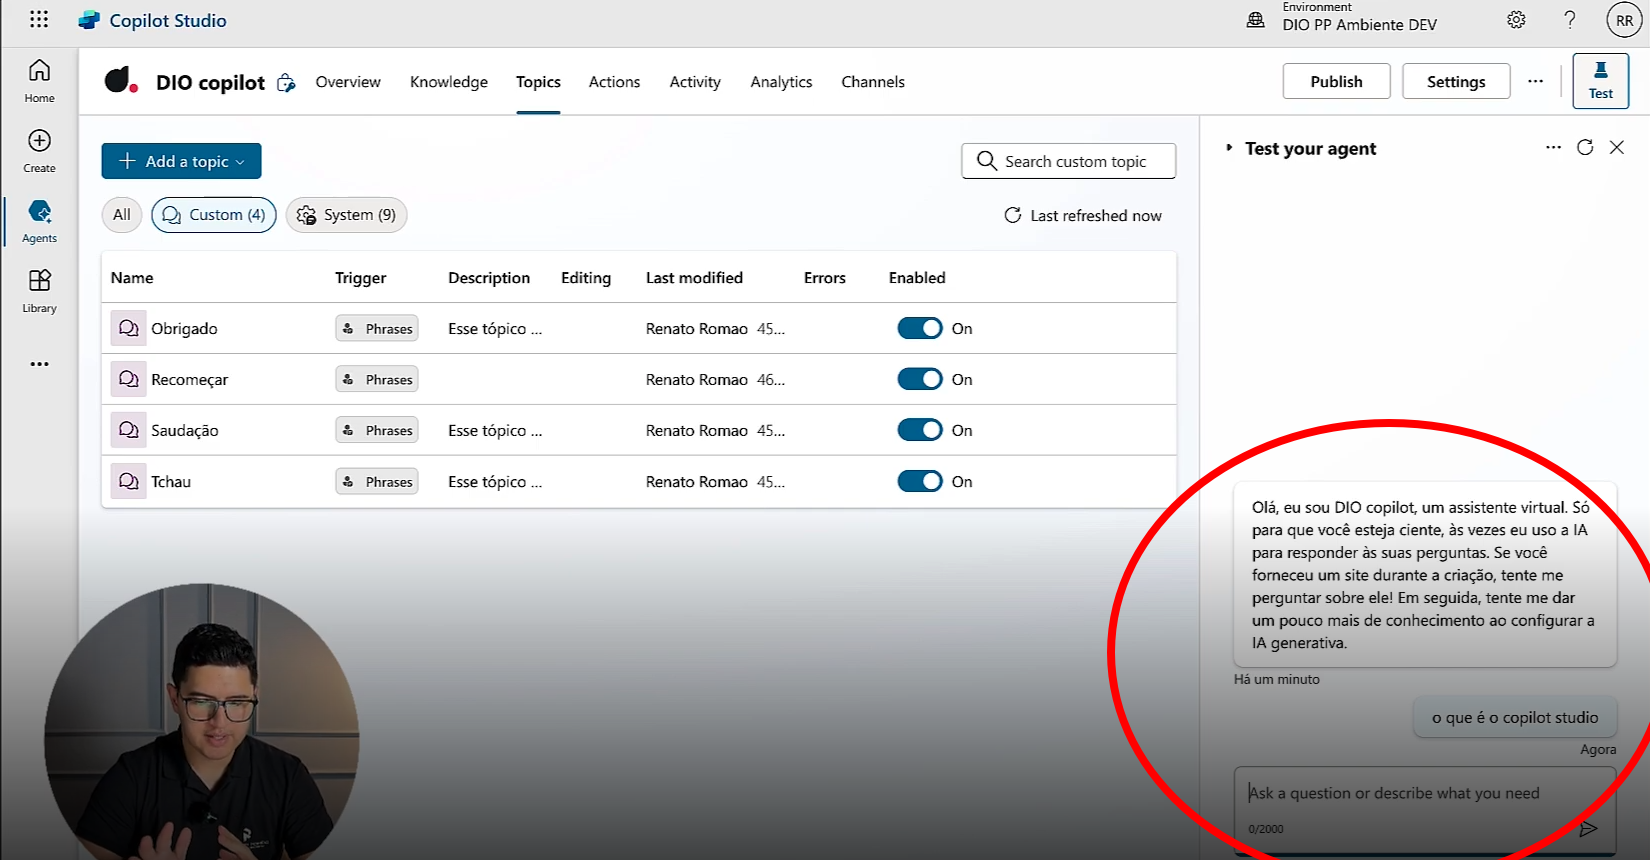 Copilot Studio
Environment
DIO PP Ambiente DEV
RR
Home
Create
Agents
Library
DIO copilot
Overview
Knowledge
Topics
Actions
Activity
Analytics
Channels
Publish
Settings
Test
Add a topic
Search custom topic
All
Custom (4)
System (9)
Last refreshed now
Name Trigger Description Editing Last modified Errors Enabled
Obrigado Phrases Esse tópico ... Renato Romao 45... On
Recomeçar Phrases Renato Romao 46... On
Saudação Phrases Esse tópico ... Renato Romao 45... On
Tchau Phrases Esse tópico ... Renato Romao 45... On
Test your agent
Olá, eu sou DIO copilot, um assistente virtual. Só
para que você esteja ciente, às vezes eu uso a IA
para responder às suas perguntas. Se você
forneceu um site durante a criação, tente me
perguntar sobre ele! Em seguida, tente me dar
um pouco mais de conhecimento ao configurar a
IA generativa.
Há um minuto
o que é o copilot studio
Agora
Ask a question or describe what you need
0/2000